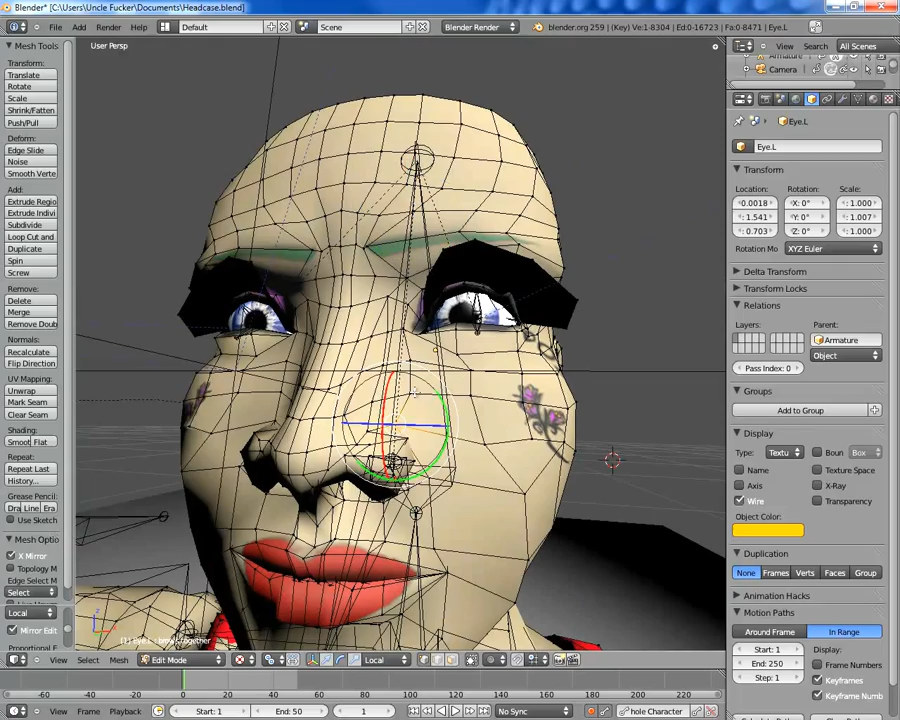 Blender* [C:\Users\Uncle Fucker\Documents\Headcase.blend]
File Add Render Help Default Scene Blender Render blender.org 259 | (Key) Ve:1-8304 | Ed:0-16723 | Fa:0-8471 | Eye.L
Mesh Tools
User Persp
View Search All Scenes
Camera
Transform:
Translate
Rotate
Scale
Shrink/Fatten
Push/Pull
Deform:
Edge Slide
Noise
Smooth Verte
Add:
Extrude Regio
Extrude Indivi
Subdivide
Loop Cut and
Duplicate
Spin
Screw
Remove:
Delete
Merge
Remove Doub
Normals:
Recalculate
Flip Direction
UV Mapping:
Unwrap
Mark Seam
Clear Seam
Shading:
Smoot Flat
Repeat:
Repeat Last
History...
Grease Pencil:
Dra Line Era
Use Sketch
Mesh Optio
X Mirror
Topology M
Edge Select M
Select
Local
Mirror Edit
Eye.L
Eye.L
Transform
Location: Rotation: Scale:
0.0018 X: 0° 1.000
1.541 Y: 0° 1.007
0.703 Z: 0° 1.000
Rotation Mo XYZ Euler
Delta Transform
Transform Locks
Relations
Layers: Parent:
Armature
Object
Pass Index: 0
Groups
Add to Group
Display
Type: Textu Boun Box
Name Texture Space
Axis X-Ray
Wire Transparency
Object Color:
Duplication
None Frames Verts Faces Group
Animation Hacks
Motion Paths
Around Frame In Range
Start: 1 Display:
End: 250 Frame Numbers
Step: 1 Keyframes
Keyframe Numb
View Select Mesh Edit Mode Local
-60 -40 -20 0 20 40 60 80 100 120 140 160 180 200 220
View Frame Playback Start: 1 End: 50 1 No Sync hole Character